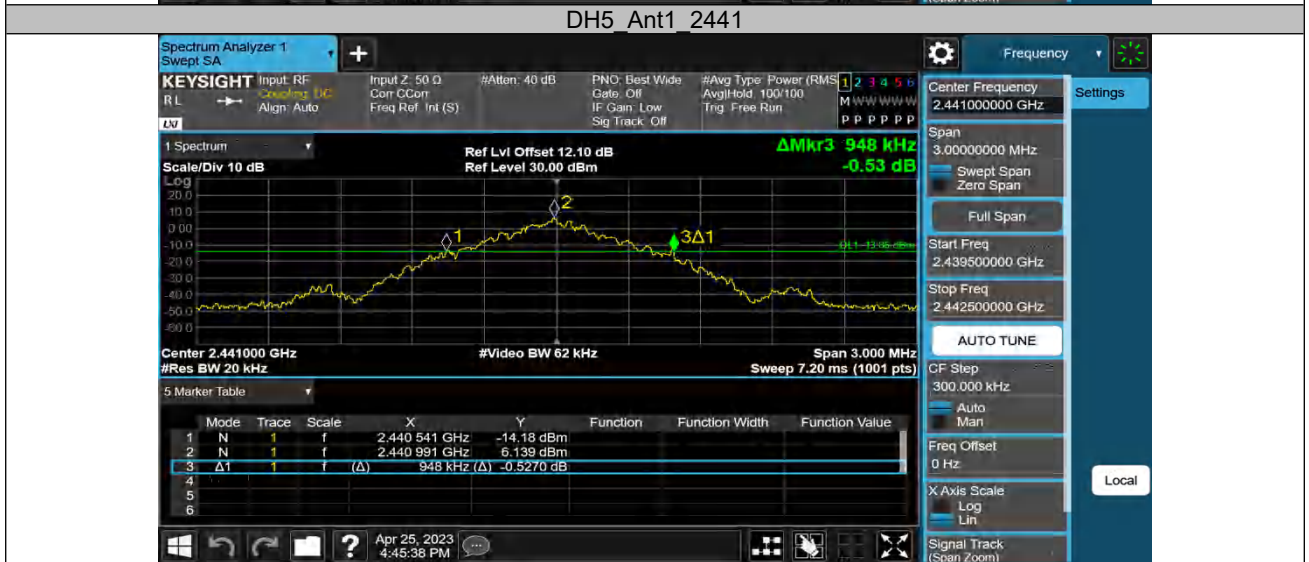 DH5_Ant1_2441
Spectrum Analyzer 1
Swept SA
+
Frequency
KEYSIGHT
RL
LXI
Input: RF
Coupling: DC
Align: Auto
Input Z: 50 Ω
Corr CCorr
Freq Ref: Int (S)
#Atten: 40 dB
PNO: Best Wide
Gate: Off
IF Gain: Low
Sig Track: Off
#Avg Type: Power (RMS
Avg|Hold: 100/100
Trig: Free Run
1 2 3 4 5 6
M W W W W W
P P P P P P
1 Spectrum
Scale/Div 10 dB
Ref Lvl Offset 12.10 dB
Ref Level 30.00 dBm
ΔMkr3 948 kHz
-0.53 dB
Log
20.0
10.0
0.00
-10.0
-20.0
-30.0
-40.0
-50.0
-60.0
1
2
3Δ1
DL1 -13.86 dBm
Center 2.441000 GHz
#Video BW 62 kHz
Span 3.000 MHz
#Res BW 20 kHz
Sweep 7.20 ms (1001 pts)
5 Marker Table
Mode Trace Scale X Y Function Function Width Function Value
1 N 1 f 2.440 541 GHz -14.18 dBm
2 N 1 f 2.440 991 GHz 6.139 dBm
3 Δ1 1 f (Δ) 948 kHz (Δ) -0.5270 dB
4
5
6
?
Apr 25, 2023
4:45:38 PM
Center Frequency
2.441000000 GHz
Span
3.00000000 MHz
Swept Span
Zero Span
Full Span
Start Freq
2.439500000 GHz
Stop Freq
2.442500000 GHz
AUTO TUNE
CF Step
300.000 kHz
Auto
Man
Freq Offset
0 Hz
X Axis Scale
Log
Lin
Signal Track
(Span Zoom)
Settings
Local